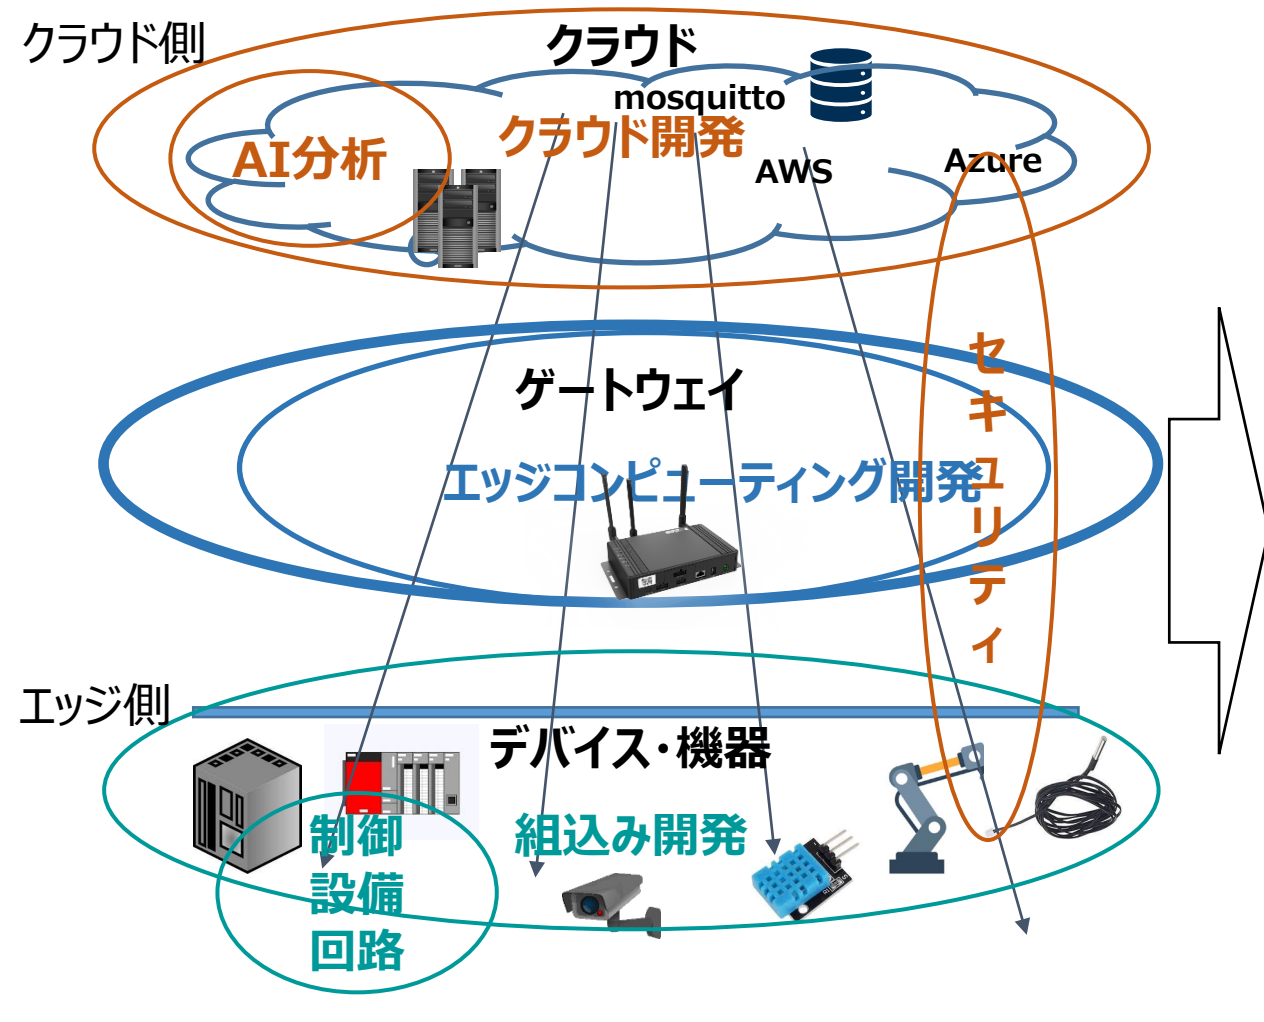 クラウド側
クラウド
mosquitto
クラウド開発
AI分析
AWS
Azure
ゲートウェイ
エッジコンピューティング開発
セキュリティ
エッジ側
デバイス・機器
組込み開発
制御
設備
回路